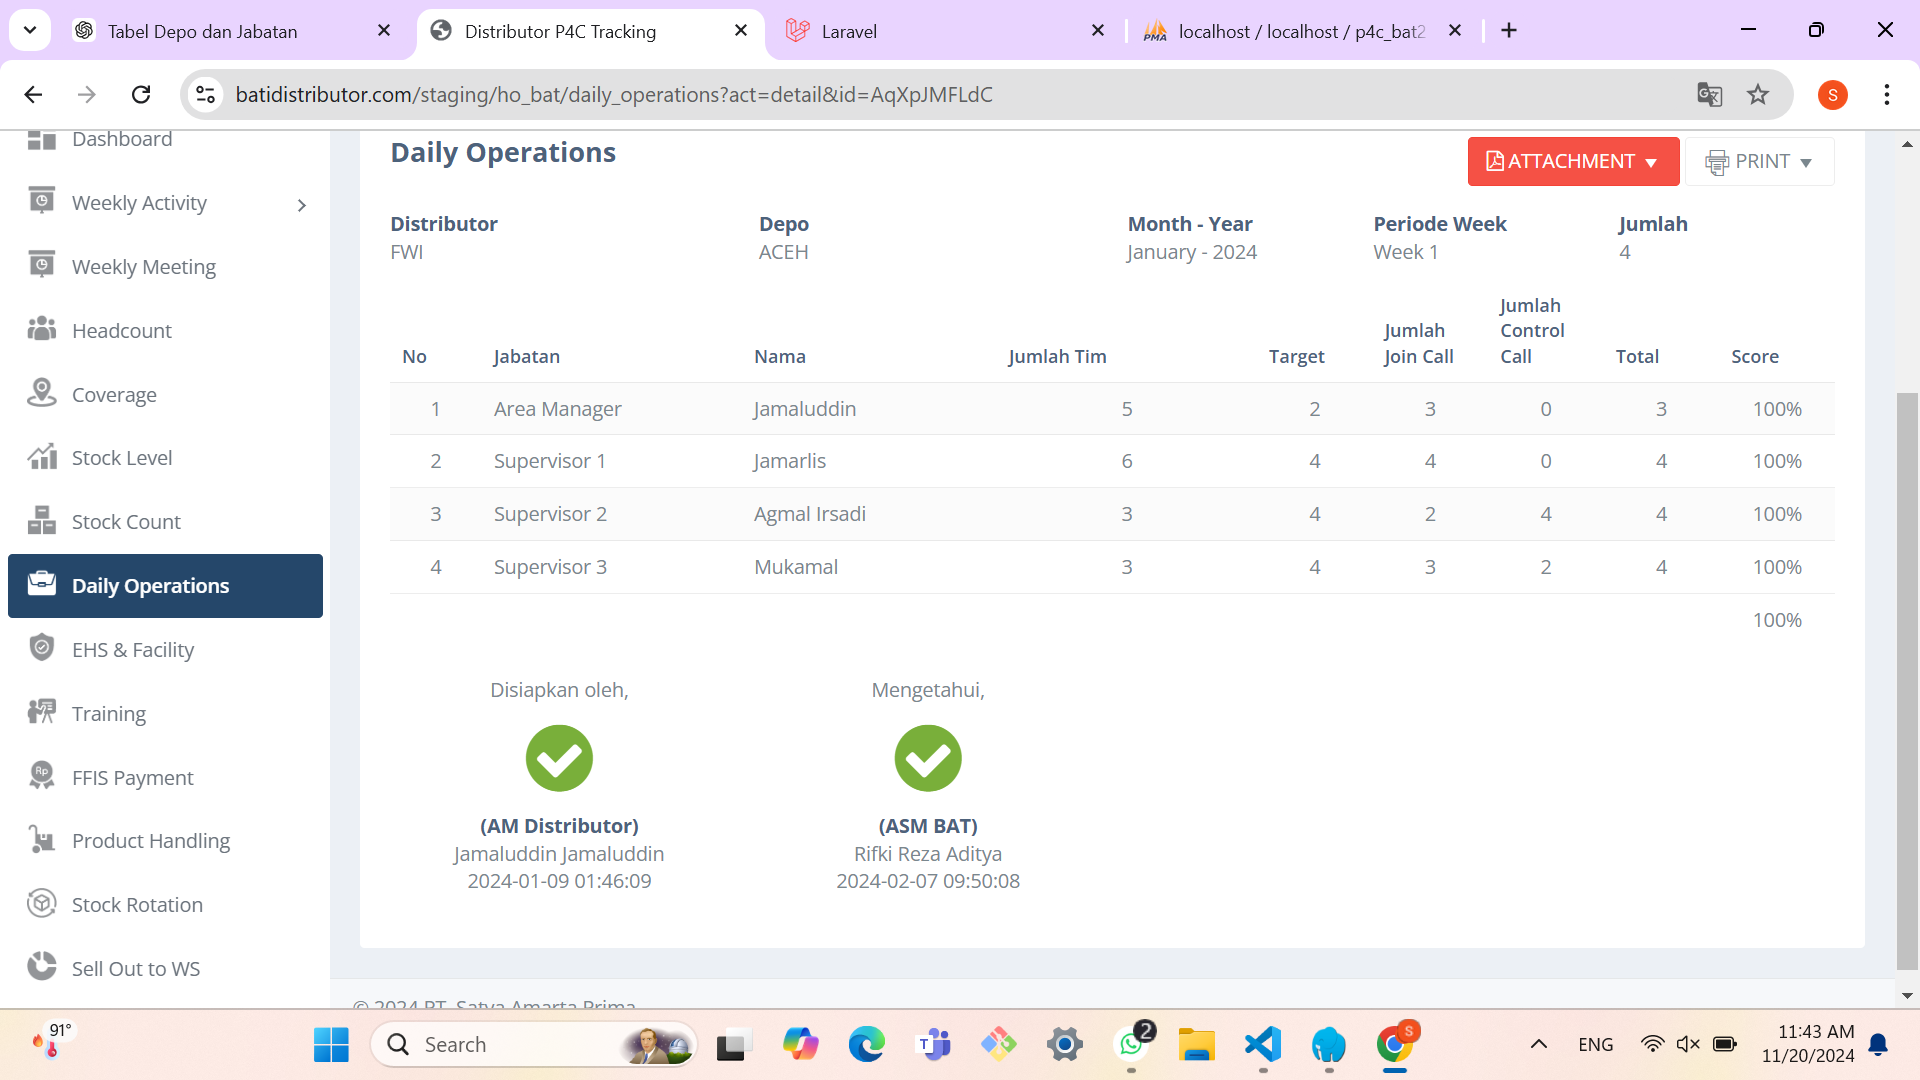 Tabel Depo dan Jabatan
Distributor P4C Tracking
Laravel
localhost / localhost / p4c_bat2
batidistributor.com/staging/ho_bat/daily_operations?act=detail&id=AqXpJMFLdC
S
Dashboard
Weekly Activity
Weekly Meeting
Headcount
Coverage
Stock Level
Stock Count
Daily Operations
EHS & Facility
Training
FFIS Payment
Product Handling
Stock Rotation
Sell Out to WS
Daily Operations
ATTACHMENT
PRINT
Distributor Depo Month - Year Periode Week Jumlah
FWI ACEH January - 2024 Week 1 4
No Jabatan Nama Jumlah Tim Target Jumlah Join Call Jumlah Control Call Total Score
1 Area Manager Jamaluddin 5 2 3 0 3 100%
2 Supervisor 1 Jamarlis 6 4 4 0 4 100%
3 Supervisor 2 Agmal Irsadi 3 4 2 4 4 100%
4 Supervisor 3 Mukamal 3 4 3 2 4 100%
100%
Disiapkan oleh, Mengetahui,
(AM Distributor) (ASM BAT)
Jamaluddin Jamaluddin Rifki Reza Aditya
2024-01-09 01:46:09 2024-02-07 09:50:08
© 2024 PT. Satya Amarta Prima
91°
Search
2
S
ENG
11:43 AM
11/20/2024